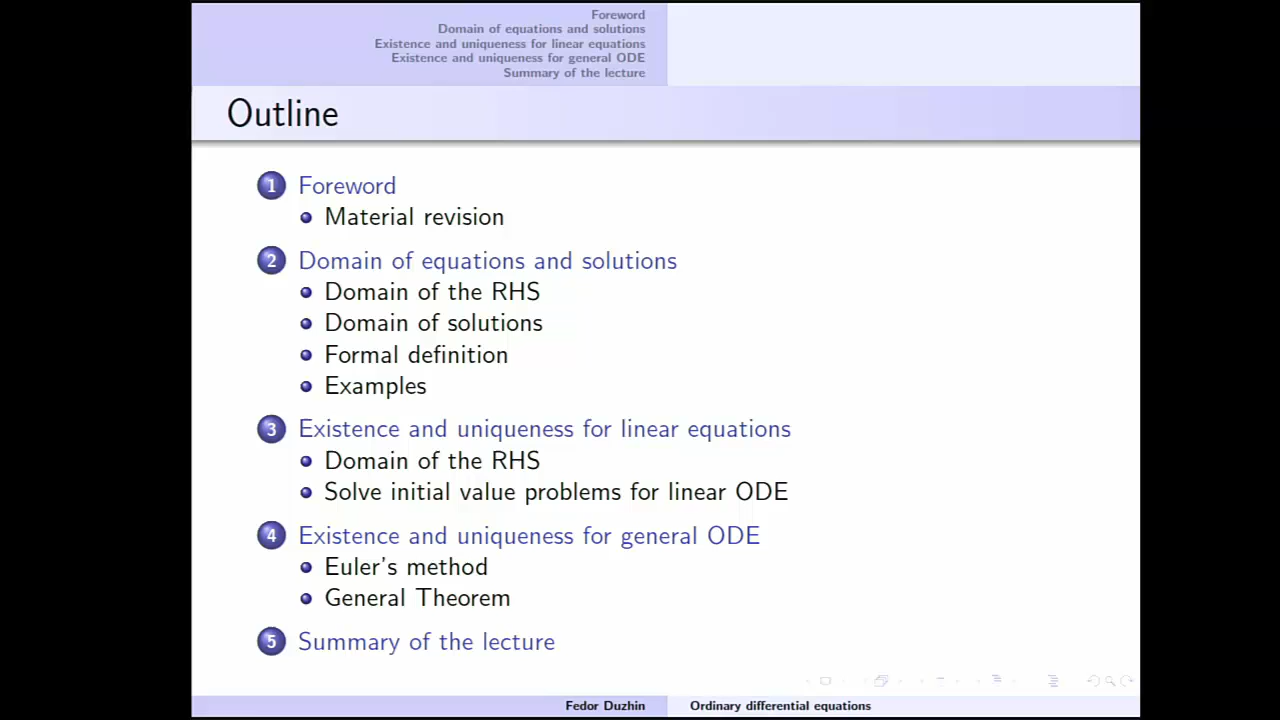 Foreword
Domain of equations and solutions
Existence and uniqueness for linear equations
Existence and uniqueness for general ODE
Summary of the lecture
Outline
1 Foreword
Material revision
2 Domain of equations and solutions
Domain of the RHS
Domain of solutions
Formal definition
Examples
3 Existence and uniqueness for linear equations
Domain of the RHS
Solve initial value problems for linear ODE
4 Existence and uniqueness for general ODE
Euler's method
General Theorem
5 Summary of the lecture
Fedor Duzhin
Ordinary differential equations